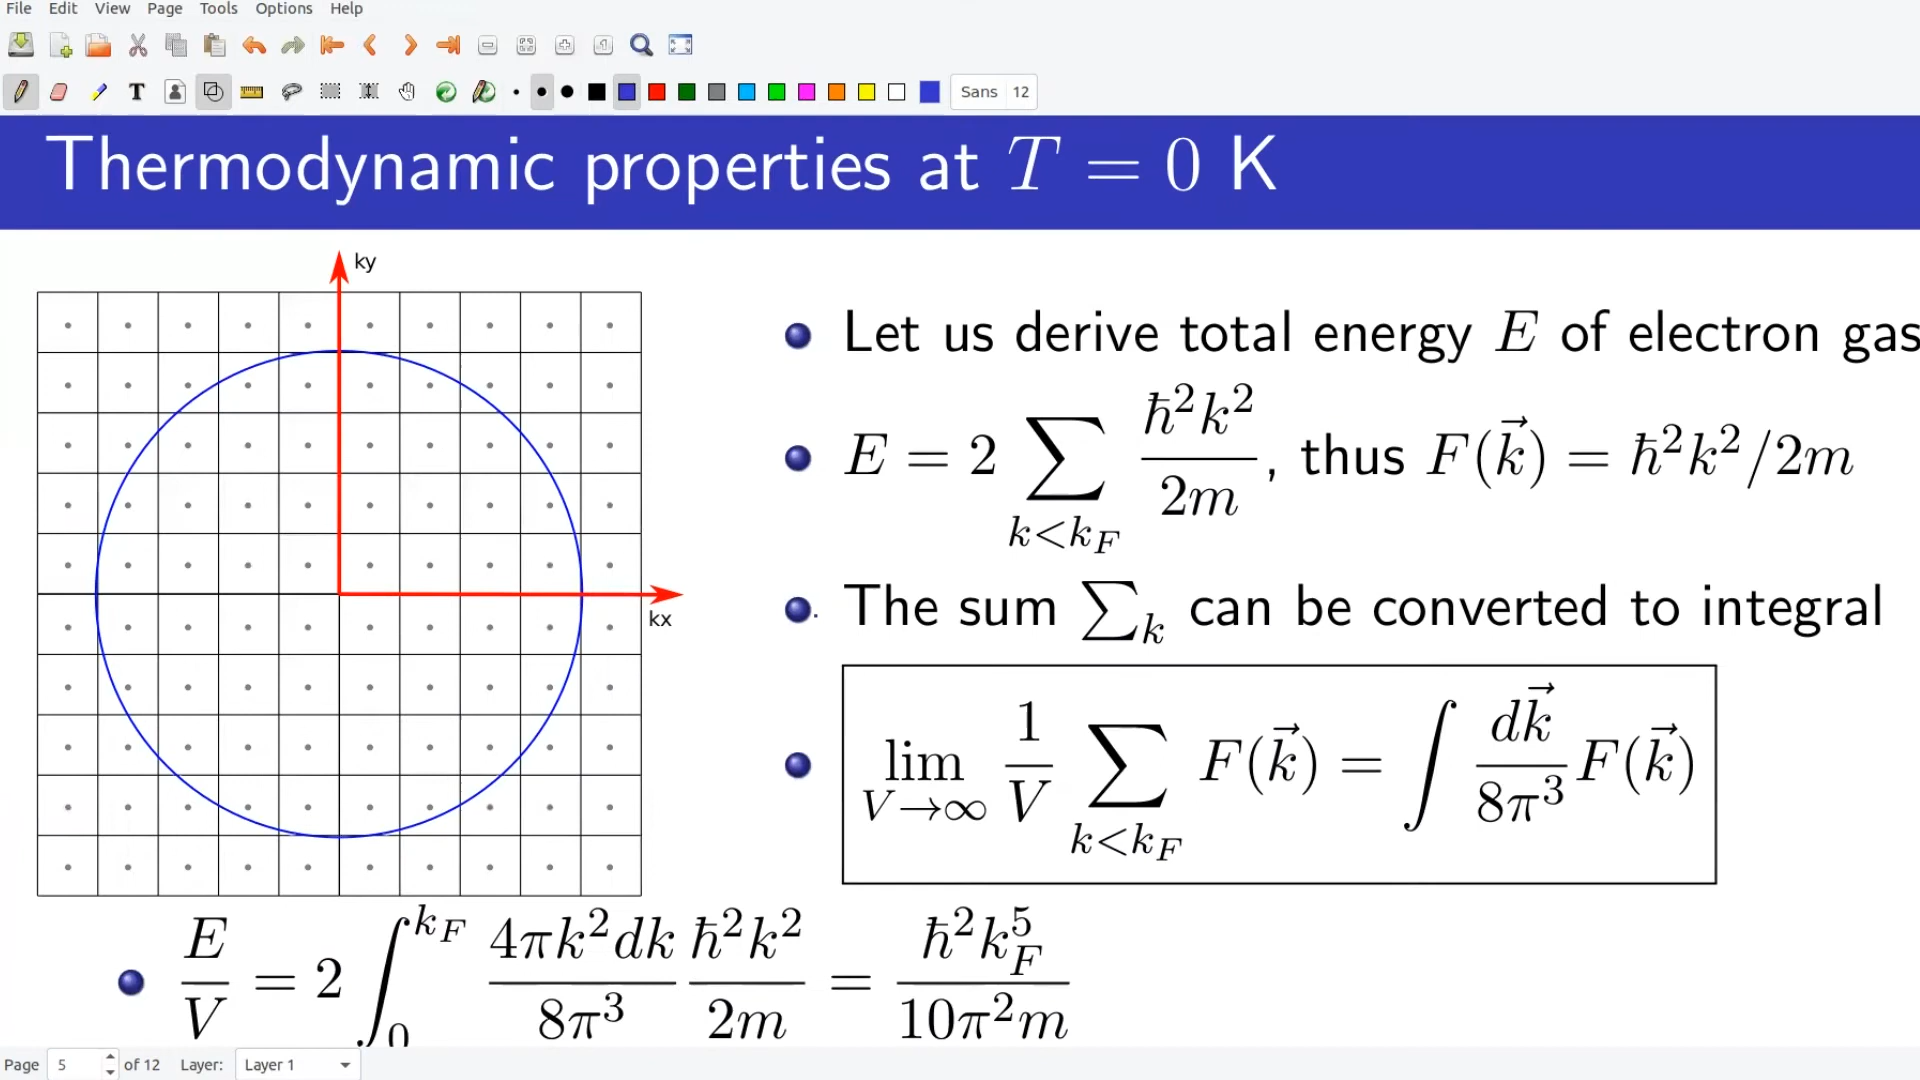 File Edit View Page Tools Options Help
Sans 12
Thermodynamic properties at T = 0 K
ky
kx
Let us derive total energy E of electron gas
E = 2 ∑_{k<k_F} ħ²k²/2m , thus F(k⃗) = ħ²k²/2m
The sum ∑_k can be converted to integral
lim_{V→∞} 1/V ∑_{k<k_F} F(k⃗) = ∫ dk⃗/8π³ F(k⃗)
E/V = 2 ∫_0^{k_F} 4πk²dk/8π³ ħ²k²/2m = ħ²k_F^5/10π²m
Page 5 of 12 Layer: Layer 1